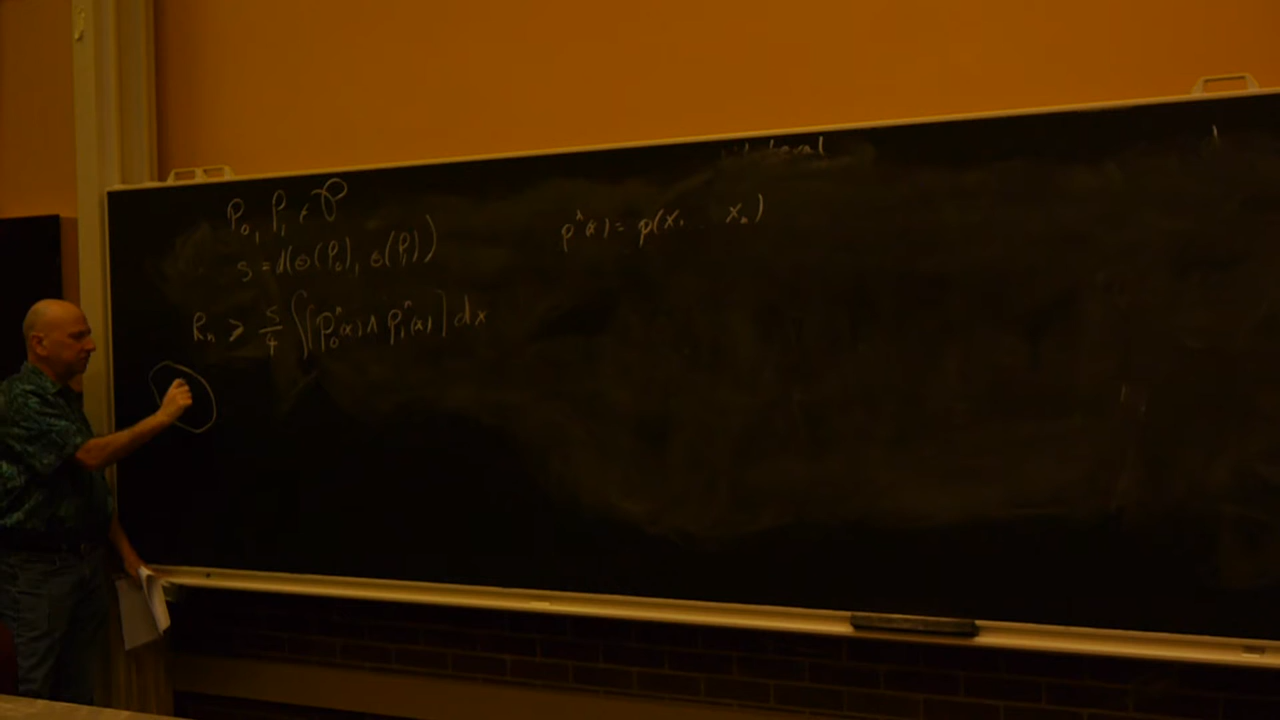 P₀, P₁ ∈ 𝒫
s = d(θ(P₀), θ(P₁))
Rₙ ≥ s/4 ∫[p₀ⁿ(x) ∧ p₁ⁿ(x)] dx
pⁿ(x) = p(x₁ ... xₙ)